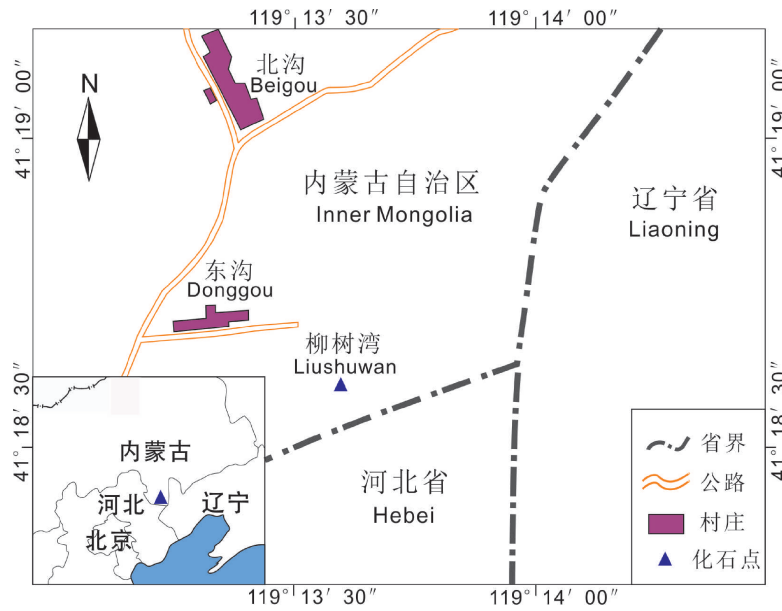 119° 13′ 30″
119° 14′ 00″
41° 19′ 00″
41° 19′ 00″
N
北沟
Beigou
内蒙古自治区
Inner Mongolia
辽宁省
Liaoning
东沟
Donggou
柳树湾
Liushuwan
41° 18′ 30″
41° 18′ 30″
河北省
Hebei
内蒙古
河北
辽宁
北京
省界
公路
村庄
化石点
119° 13′ 30″
119° 14′ 00″